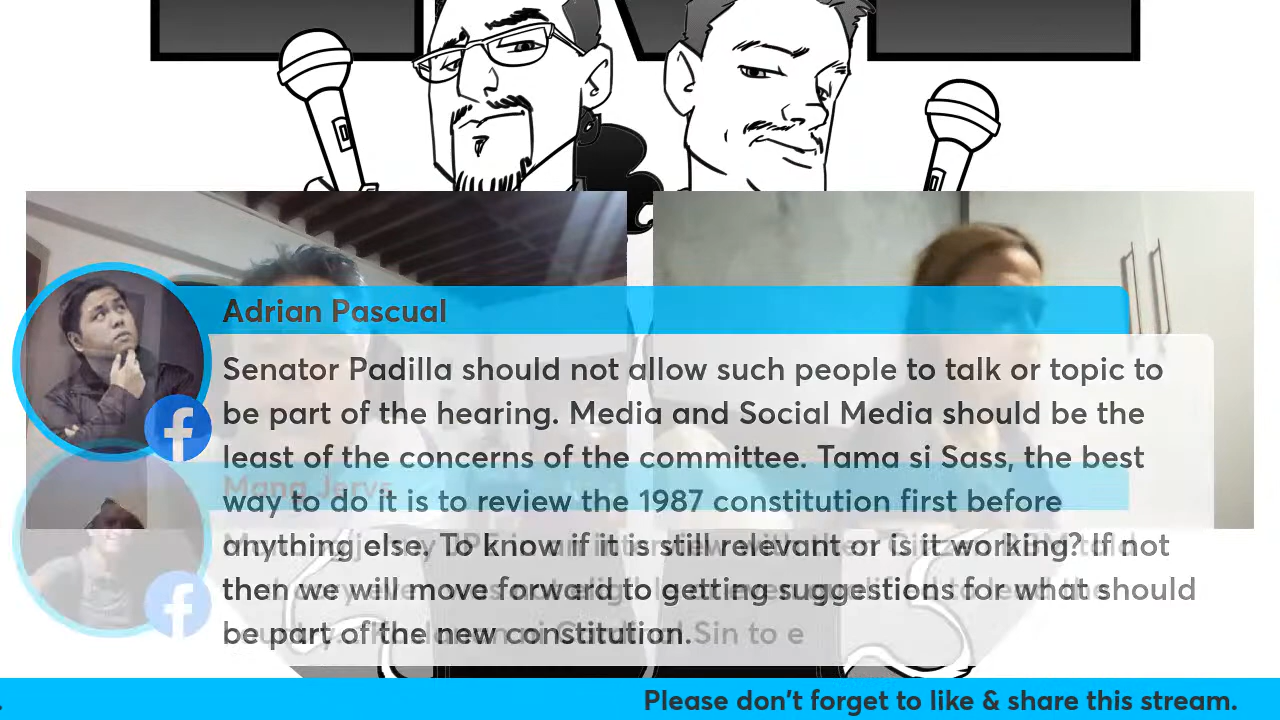 Adrian Pascual
Senator Padilla should not allow such people to talk or topic to
be part of the hearing. Media and Social Media should be the
least of the concerns of the committee. Tama si Sass, the best
Mang Jervs
way to do it is to review the 1987 constitution first before
anything else. To know if it is still relevant or is it working? If not
then we will move forward to getting suggestions for what should
be part of the new constitution.
Sin to e
Please don't forget to like & share this stream.